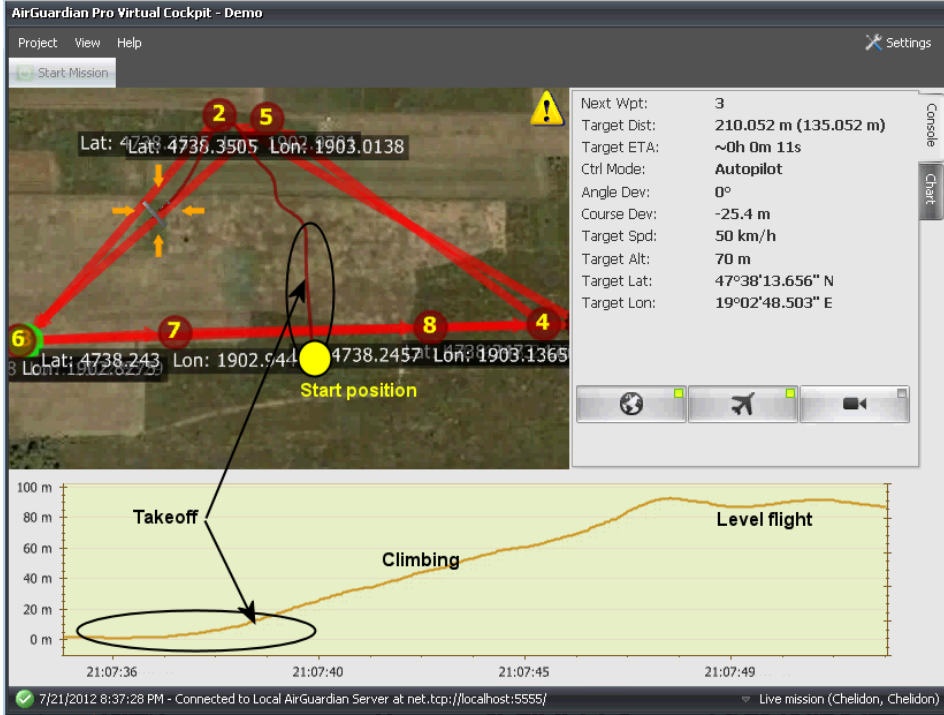 AirGuardian Pro Virtual Cockpit - Demo
Project View Help
Settings
Start Mission
2 5
Lat: 4738.3505 Lon: 1903.0138
6 7 8 4
Lat: 4738.243 Lon: 1902.944
4738.2457 Lon: 1903.1365
Start position
Next Wpt: 3
Target Dist: 210.052 m (135.052 m)
Target ETA: ~0h 0m 11s
Ctrl Mode: Autopilot
Angle Dev: 0°
Course Dev: -25.4 m
Target Spd: 50 km/h
Target Alt: 70 m
Target Lat: 47°38'13.656" N
Target Lon: 19°02'48.503" E
Console
Chart
100 m
80 m
60 m
40 m
20 m
0 m
Takeoff
Climbing
Level flight
21:07:36 21:07:40 21:07:45 21:07:49
7/21/2012 8:37:28 PM - Connected to Local AirGuardian Server at net.tcp://localhost:5555/
Live mission (Chelidon, Chelidon)